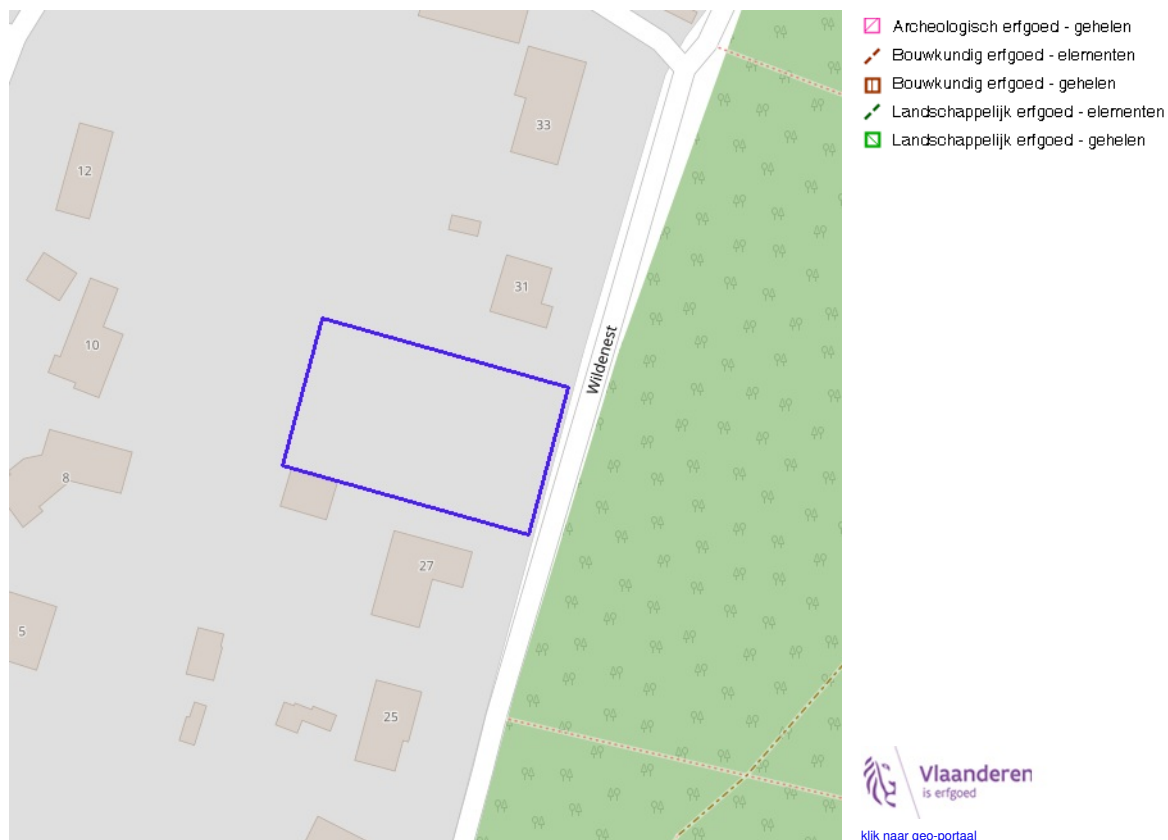 Archeologisch erfgoed - gehelen
Bouwkundig erfgoed - elementen
Bouwkundig erfgoed - gehelen
Landschappelijk erfgoed - elementen
Landschappelijk erfgoed - gehelen
33
12
31
10
Wildenest
8
27
5
25
Vlaanderen
is erfgoed
klik naar geo-portaal